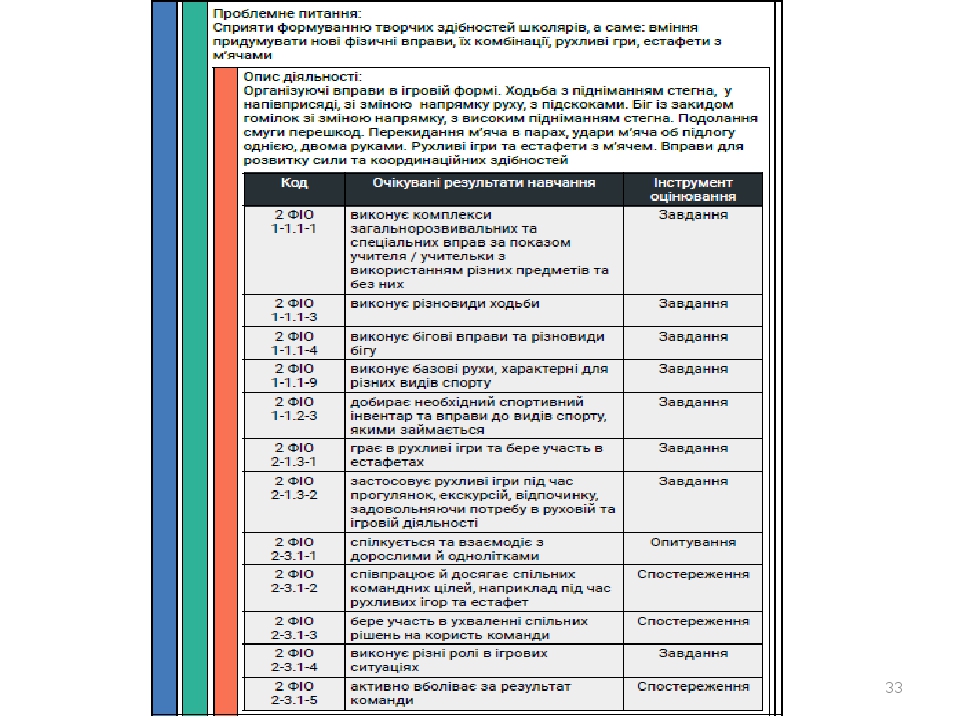 Проблемне питання:
Сприяти формуванню творчих здібностей школярів, а саме: вміння
придумувати нові фізичні вправи, їх комбінації, рухливі ігри, естафети з
м'ячами
Опис діяльності:
Організуючі вправи в ігровій формі. Ходьба з підніманням стегна, у
напівприсяді, зі зміною напрямку руху, з підскоками. Біг із закидом
гомілок зі зміною напрямку, з високим підніманням стегна. Подолання
смуги перешкод. Перекидання м'яча в парах, удари м'яча об підлогу
однією, двома руками. Рухливі ігри та естафети з м'ячем. Вправи для
розвитку сили та координаційних здібностей
Код Очікувані результати навчання Інструмент
оцінювання
2 ФІО виконує комплекси Завдання
1-1.1-1 загальнорозвивальних та
спеціальних вправ за показом
учителя / учительки з
використанням різних предметів та
без них
2 ФІО виконує різновиди ходьби Завдання
1-1.1-3
2 ФІО виконує бігові вправи та різновиди Завдання
1-1.1-4 бігу
2 ФІО виконує базові рухи, характерні для Завдання
1-1.1-9 різних видів спорту
2 ФІО добирає необхідний спортивний Завдання
1-1.2-3 інвентар та вправи до видів спорту,
якими займається
2 ФІО грає в рухливі ігри та бере участь в Завдання
2-1.3-1 естафетах
2 ФІО застосовує рухливі ігри під час Завдання
2-1.3-2 прогулянок, екскурсій, відпочинку,
задовольняючи потребу в руховій та
ігровій діяльності
2 ФІО спілкується та взаємодіє з Опитування
2-3.1-1 дорослими й однолітками
2 ФІО співпрацює й досягає спільних Спостереження
2-3.1-2 командних цілей, наприклад під час
рухливих ігор та естафет
2 ФІО бере участь в ухваленні спільних Спостереження
2-3.1-3 рішень на користь команди
2 ФІО виконує різні ролі в ігрових Завдання
2-3.1-4 ситуаціях
2 ФІО активно вболіває за результат Спостереження
2-3.1-5 команди
33